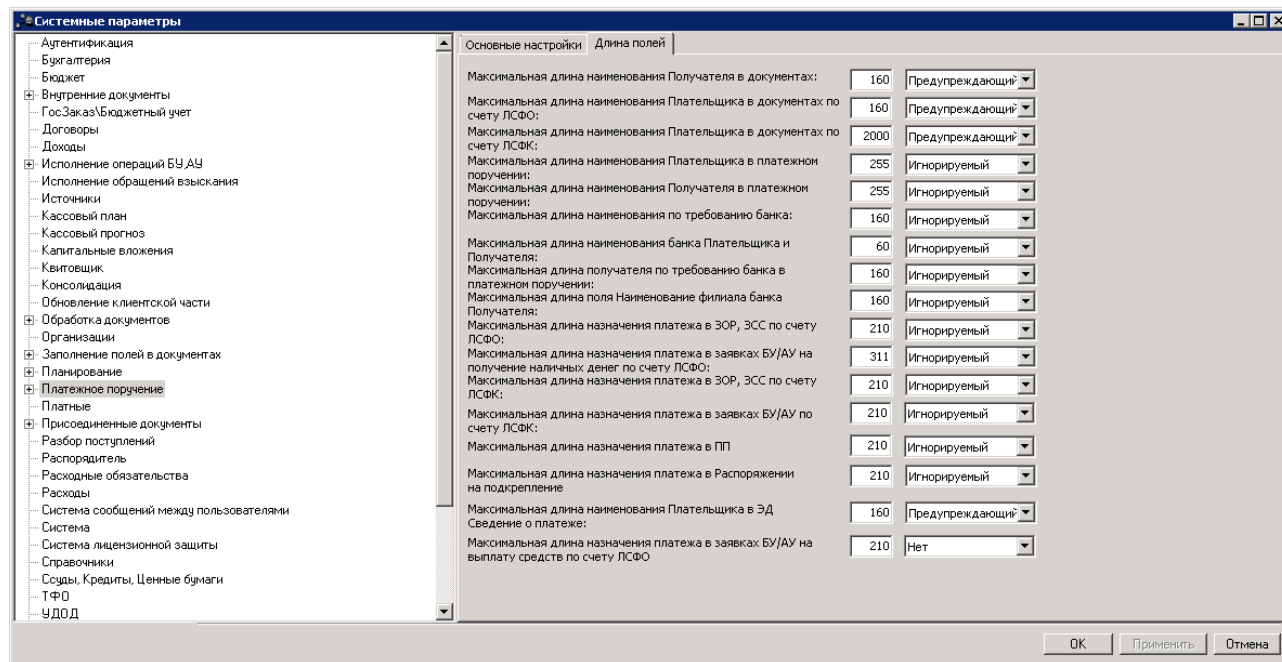 Системные параметры
Аутентификация
Бухгалтерия
Бюджет
Внутренние документы
ГосЗаказ\Бюджетный учет
Договоры
Доходы
Исполнение операций БУ,АУ
Исполнение обращений взыскания
Источники
Кассовый план
Кассовый прогноз
Капитальные вложения
Квитовщик
Консолидация
Обновление клиентской части
Обработка документов
Организации
Заполнение полей в документах
Планирование
Платежное поручение
Платные
Присоединенные документы
Разбор поступлений
Распорядитель
Расходные обязательства
Расходы
Система сообщений между пользователями
Система
Система лицензионной защиты
Справочники
Ссуды, Кредиты, Ценные бумаги
ТФО
УДОД
Основные настройки Длина полей
Максимальная длина наименования Получателя в документах: 160 Предупреждающий
Максимальная длина наименования Плательщика в документах по
счету ЛСФО: 160 Предупреждающий
Максимальная длина наименования Плательщика в документах по
счету ЛСФК: 2000 Предупреждающий
Максимальная длина наименования Плательщика в платежном
поручении: 255 Игнорируемый
Максимальная длина наименования Получателя в платежном
поручении: 255 Игнорируемый
Максимальная длина наименования по требованию банка: 160 Игнорируемый
Максимальная длина наименования банка Плательщика и
Получателя: 60 Игнорируемый
Максимальная длина получателя по требованию банка в
платежном поручении: 160 Игнорируемый
Максимальная длина поля Наименование филиала банка
Получателя: 160 Игнорируемый
Максимальная длина назначения платежа в ЗОР, ЗСС по счету
ЛСФО: 210 Игнорируемый
Максимальная длина назначения платежа в заявках БУ/АУ на
получение наличных денег по счету ЛСФО: 311 Игнорируемый
Максимальная длина назначения платежа в ЗОР, ЗСС по счету
ЛСФК: 210 Игнорируемый
Максимальная длина назначения платежа в заявках БУ/АУ по
счету ЛСФК: 210 Игнорируемый
Максимальная длина назначения платежа в ПП 210 Игнорируемый
Максимальная длина назначения платежа в Распоряжении
на подкрепление 210 Игнорируемый
Максимальная длина наименования Плательщика в ЭД
Сведение о платеже: 160 Предупреждающий
Максимальная длина назначения платежа в заявках БУ/АУ на
выплату средств по счету ЛСФО 210 Нет
OK Применить Отмена